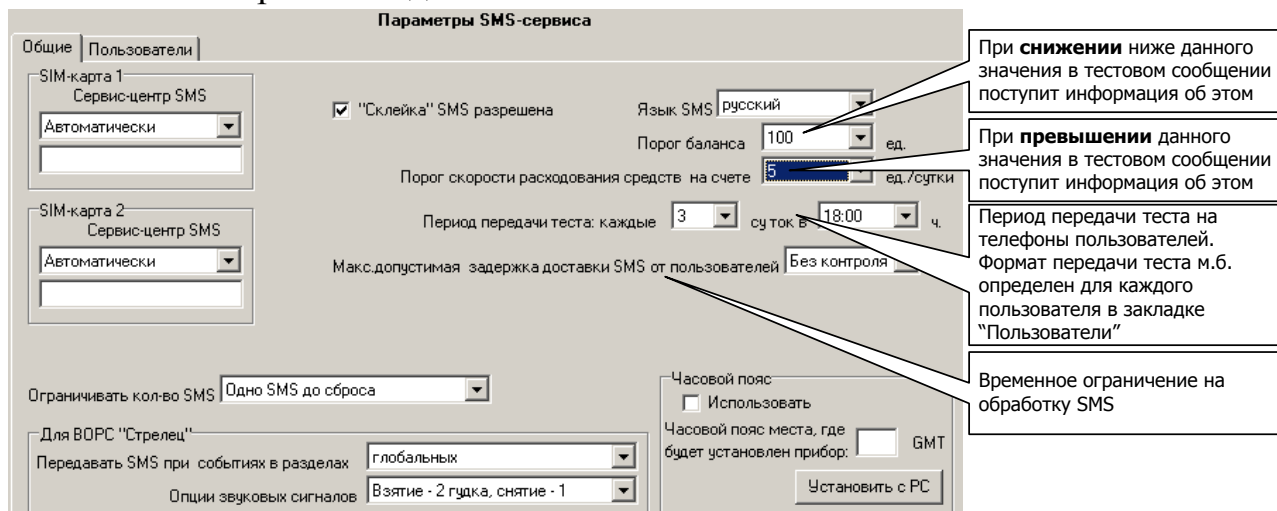 Параметры SMS-сервиса
Общие Пользователи
SIM-карта 1
Сервис-центр SMS
Автоматически
SIM-карта 2
Сервис-центр SMS
Автоматически
"Склейка" SMS разрешена
Язык SMS русский
Порог баланса 100 ед.
Порог скорости расходования средств на счете 5 ед./сутки
Период передачи теста: каждые 3 суток в 18:00 ч.
Макс.допустимая задержка доставки SMS от пользователей Без контроля
Ограничивать кол-во SMS Одно SMS до сброса
Для ВОРС "Стрелец"
Передавать SMS при событиях в разделах глобальных
Опции звуковых сигналов Взятие - 2 гудка, снятие - 1
Часовой пояс
Использовать
Часовой пояс места, где
будет установлен прибор: GMT
Установить с PC
При снижении ниже данного
значения в тестовом сообщении
поступит информация об этом
При превышении данного
значения в тестовом сообщении
поступит информация об этом
Период передачи теста на
телефоны пользователей.
Формат передачи теста м.б.
определен для каждого
пользователя в закладке
“Пользователи”
Временное ограничение на
обработку SMS